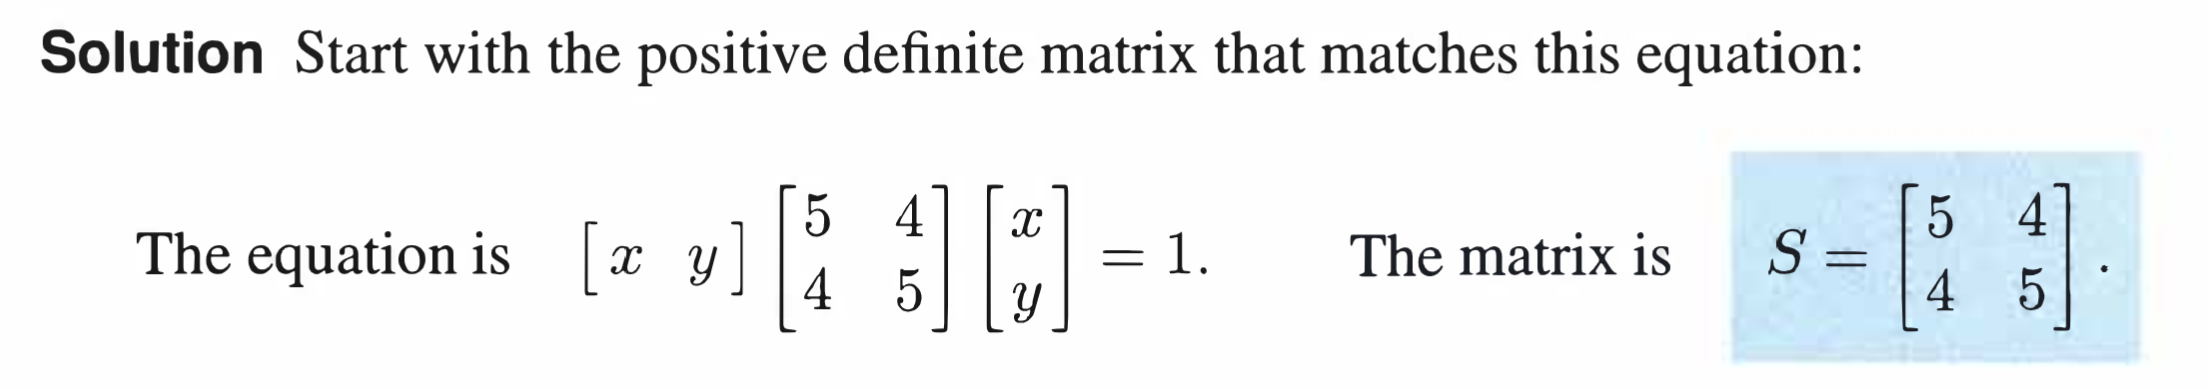 Solution Start with the positive definite matrix that matches this equation:
The equation is [ x y ] [ 5 4 ; 4 5 ] [ x ; y ] = 1. The matrix is S = [ 5 4 ; 4 5 ] .